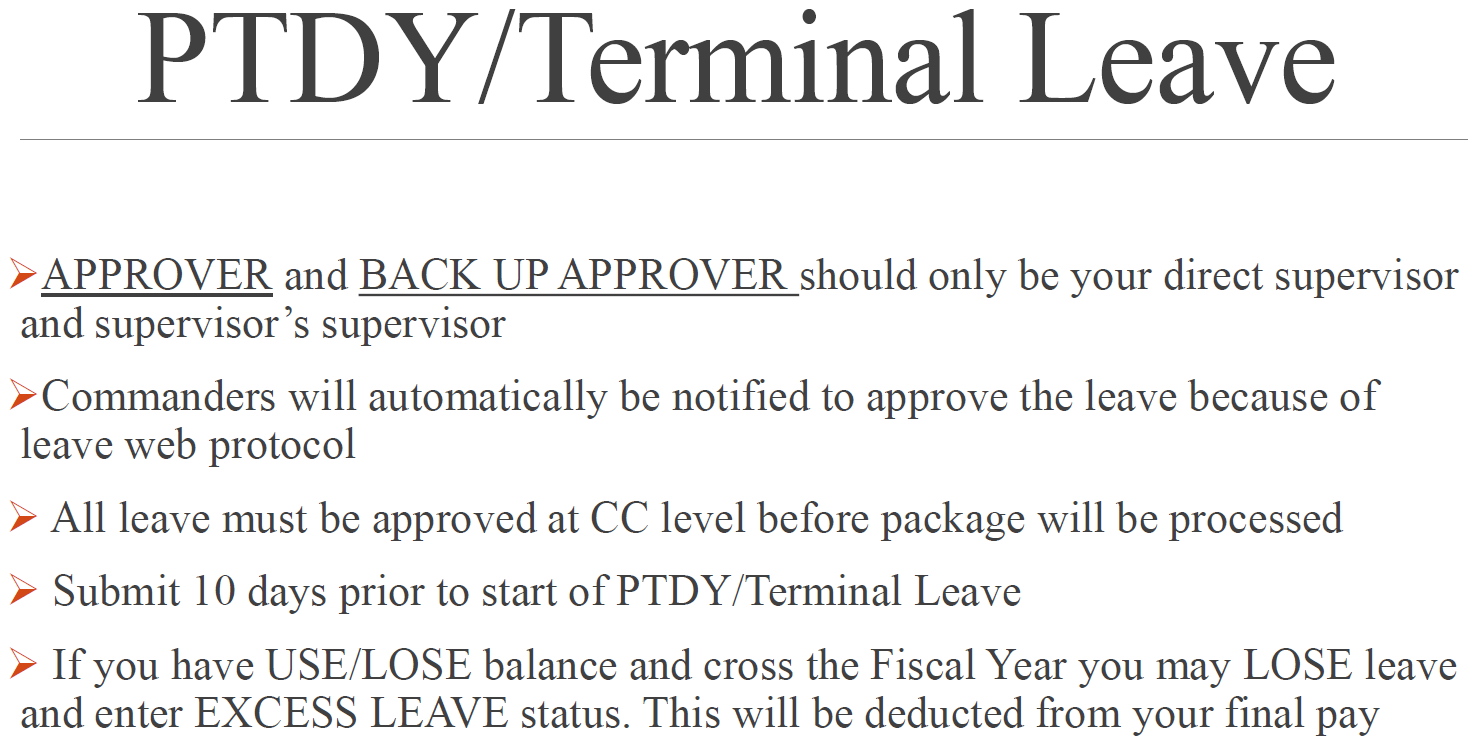 PTDY/Terminal Leave
➢APPROVER and BACK UP APPROVER should only be your direct supervisor
and supervisor’s supervisor
➢Commanders will automatically be notified to approve the leave because of
leave web protocol
➢ All leave must be approved at CC level before package will be processed
➢ Submit 10 days prior to start of PTDY/Terminal Leave
➢ If you have USE/LOSE balance and cross the Fiscal Year you may LOSE leave
and enter EXCESS LEAVE status. This will be deducted from your final pay